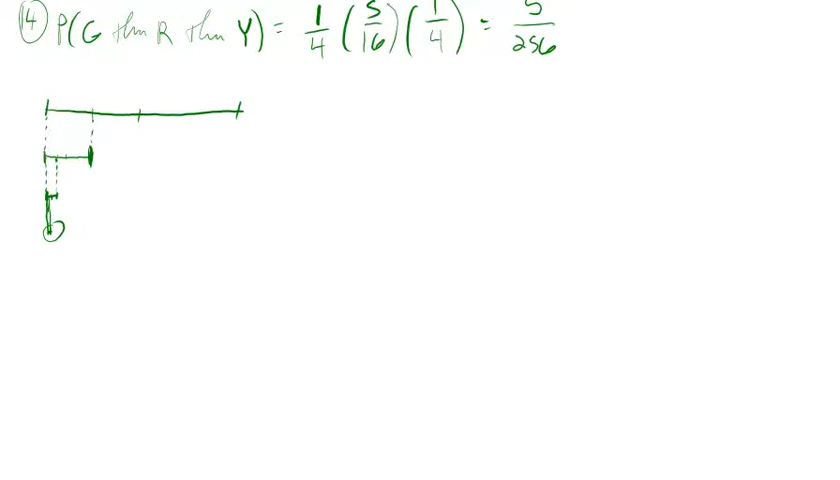 14 P(G then R then Y) = 1/4 (5/16)(1/4) = 5/256